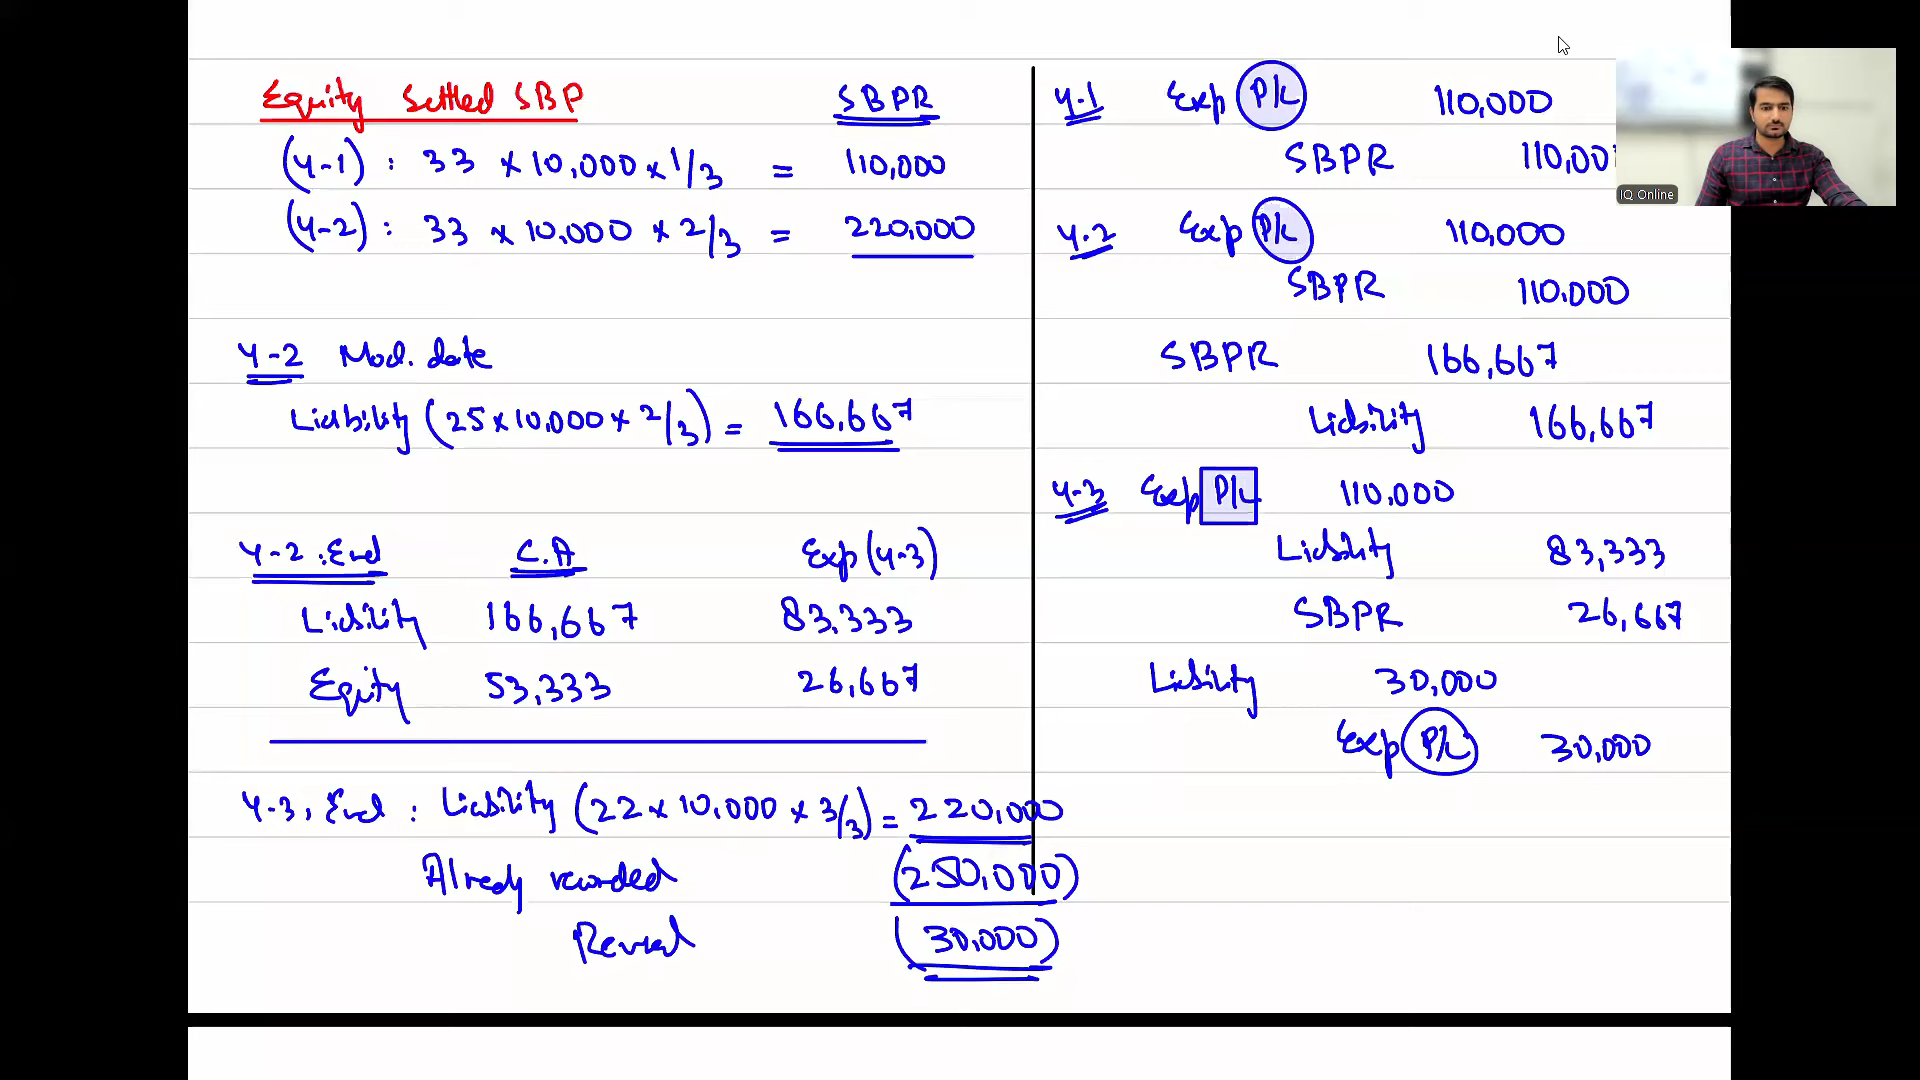 Equity Settled SBP SBPR
(Y-1) : 33 × 10,000 × 1/3 = 110,000
(Y-2) : 33 × 10,000 × 2/3 = 220,000
Y-2 Mod. date
Liability (25 × 10,000 × 2/3) = 166,667
Y-2 : End C.A Exp (Y-3)
Liability 166,667 83,333
Equity 53,333 26,667
Y-3, End : Liability (22 × 10,000 × 3/3) = 220,000
Already recorded (250,000)
Reversal (30,000)
Y-1 Exp P/L 110,000
SBPR 110,00
Y-2 Exp P/L 110,000
SBPR 110,000
SBPR 166,667
Liability 166,667
Y-3 Exp P/L 110,000
Liability 83,333
SBPR 26,667
Liability 30,000
Exp P/L 30,000
IQ Online